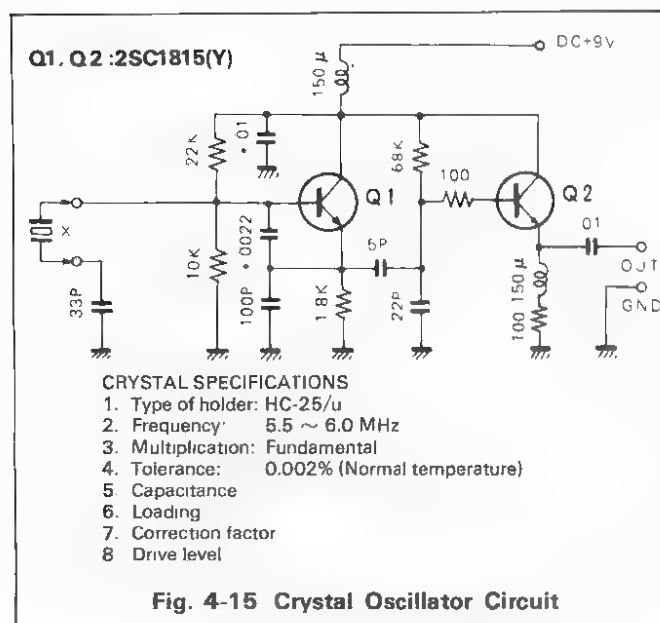 Q1. Q2 :2SC1815(Y)
150 μ
DC+9v
22K
.01
68K
100
Q1
Q2
X
10K
.0022
100P
5P
1.8K
22P
33P
01
OUT
150 μ
100
GND
CRYSTAL SPECIFICATIONS
1. Type of holder: HC-25/u
2. Frequency: 5.5 ~ 6.0 MHz
3. Multiplication: Fundamental
4. Tolerance: 0.002% (Normal temperature)
5 Capacitance
6. Loading
7. Correction factor
8 Drive level
Fig. 4-15 Crystal Oscillator Circuit